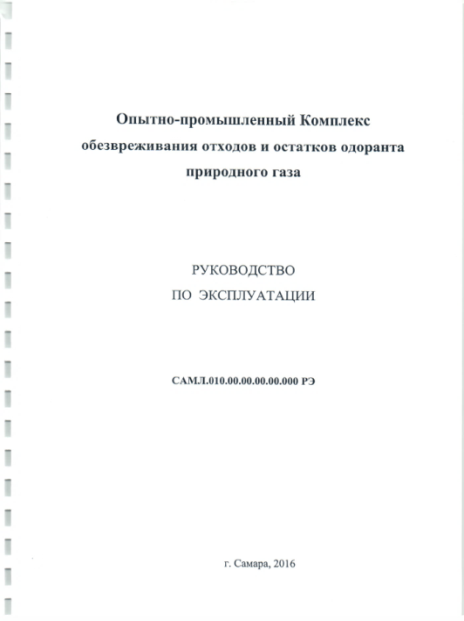 Опытно-промышленный Комплекс
обезвреживания отходов и остатков одоранта
природного газа
РУКОВОДСТВО
ПО ЭКСПЛУАТАЦИИ
САМЛ.010.00.00.00.00.000 РЭ
г. Самара, 2016